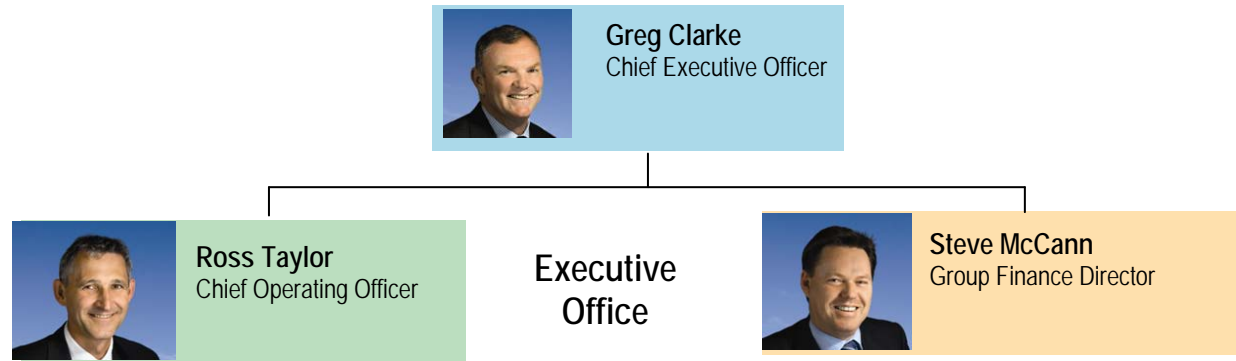 Greg Clarke
Chief Executive Officer
Ross Taylor
Chief Operating Officer
Executive
Office
Steve McCann
Group Finance Director